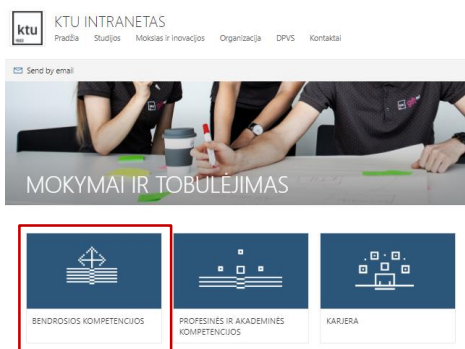 ktu
1922
KTU INTRANETAS
Pradžia Studijos Mokslas ir inovacijos Organizacija DPVS Kontaktai
Send by email
MOKYMAI IR TOBULĖJIMAS
BENDROSIOS KOMPETENCIJOS
PROFESINĖS IR AKADEMINĖS
KOMPETENCIJOS
KARJERA